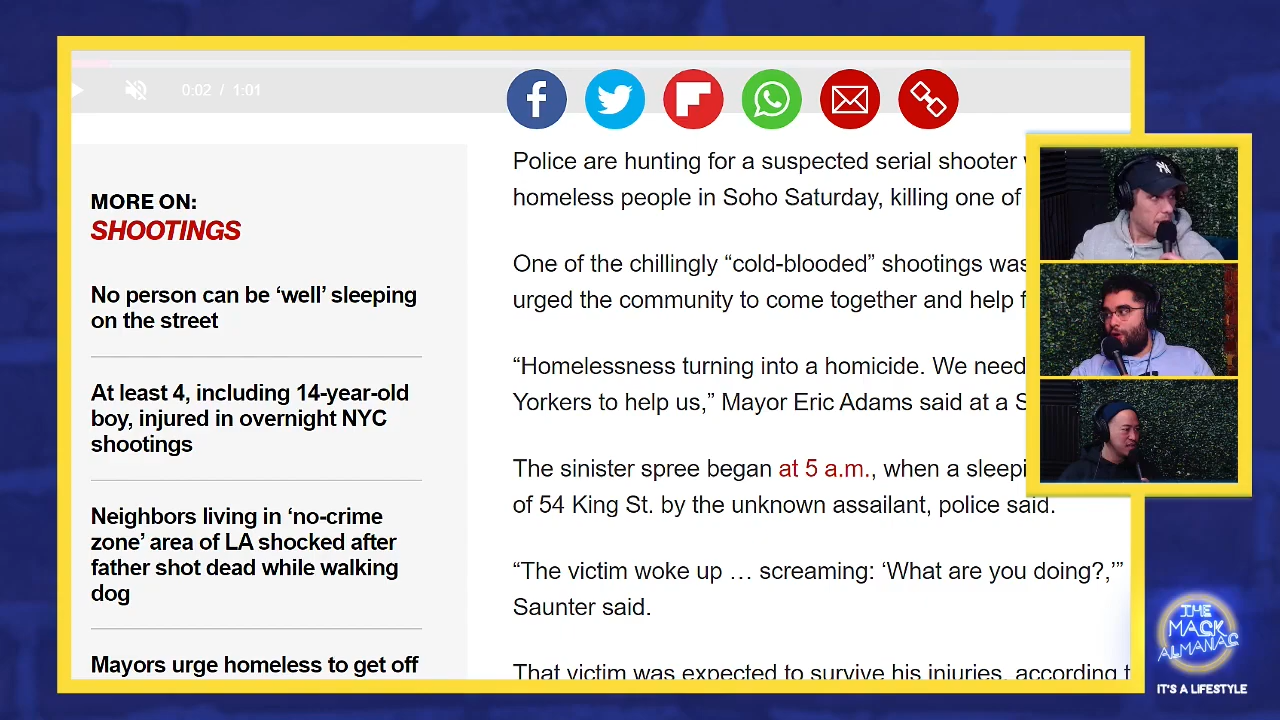 0:02 / 1:01
MORE ON:
SHOOTINGS
No person can be ‘well’ sleeping
on the street
At least 4, including 14-year-old
boy, injured in overnight NYC
shootings
Neighbors living in ‘no-crime
zone’ area of LA shocked after
father shot dead while walking
dog
Mayors urge homeless to get off
Police are hunting for a suspected serial shooter
homeless people in Soho Saturday, killing one of
One of the chillingly “cold-blooded” shootings was
urged the community to come together and help
“Homelessness turning into a homicide. We need
Yorkers to help us,” Mayor Eric Adams said at a
The sinister spree began at 5 a.m., when a
of 54 King St. by the unknown assailant, police said.
“The victim woke up … screaming: ‘What are you doing?,’”
Saunter said.
That victim was expected to survive his injuries, according
THE
MACK
ALMANAC
IT'S A LIFESTYLE